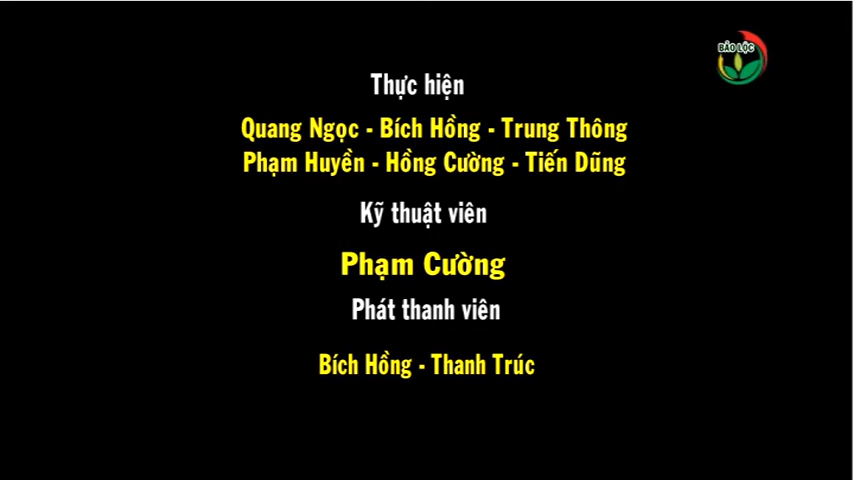 BẢO LỘC
Thực hiện
Quang Ngọc - Bích Hồng - Trung Thông
Phạm Huyền - Hồng Cường - Tiến Dũng
Kỹ thuật viên
Phạm Cường
Phát thanh viên
Bích Hồng - Thanh Trúc